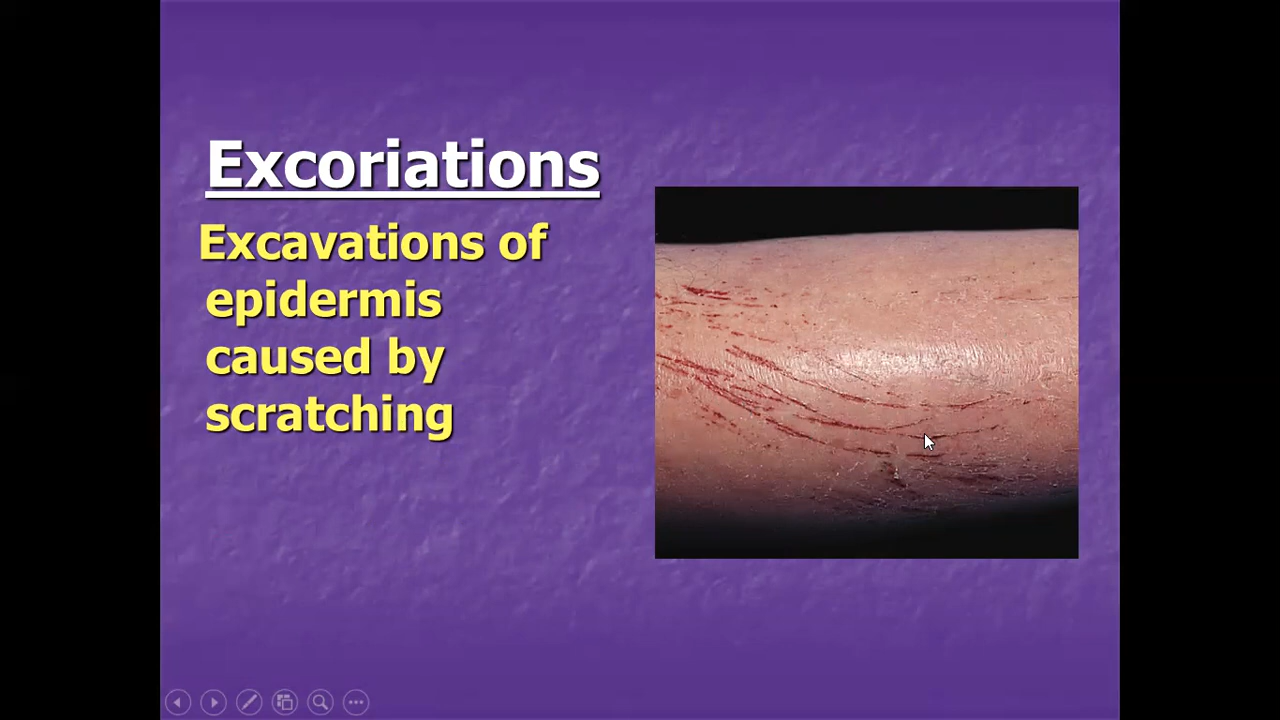 Excoriations
Excavations of
epidermis
caused by
scratching